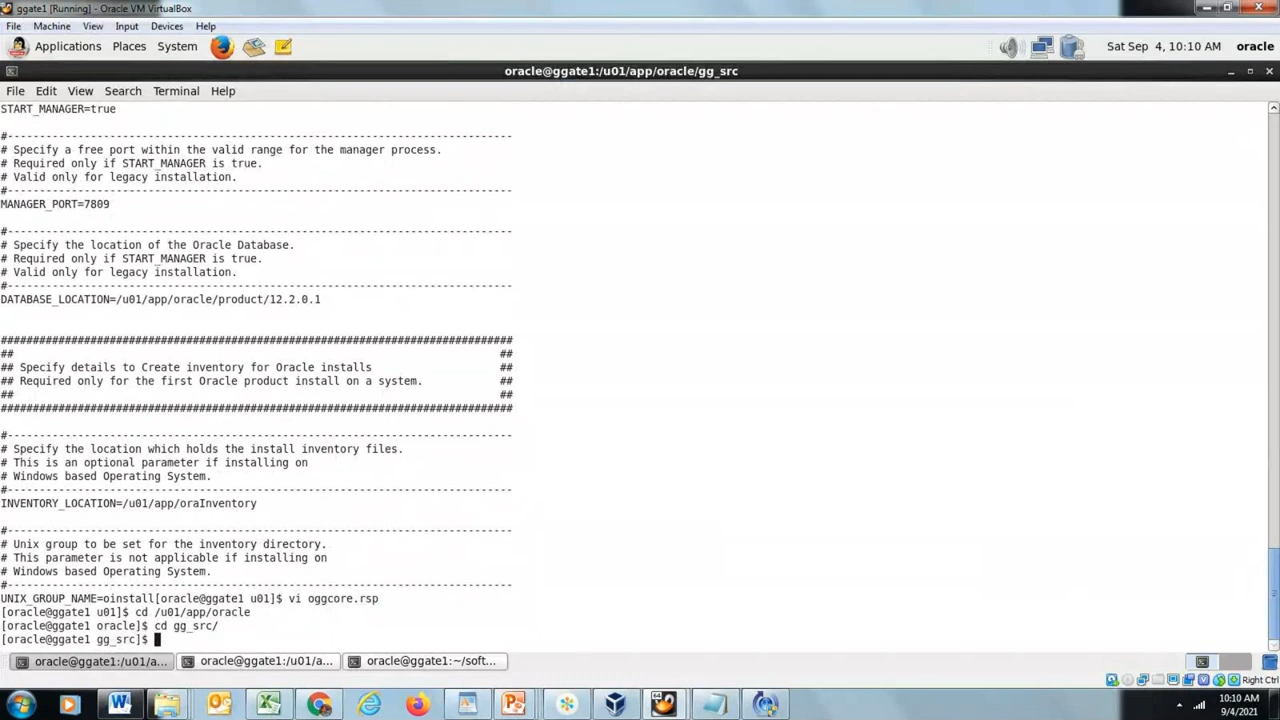 ggate1 [Running] - Oracle VM VirtualBox
File Machine View Input Devices Help
Applications Places System Sat Sep 4, 10:10 AM oracle
oracle@ggate1:/u01/app/oracle/gg_src
File Edit View Search Terminal Help
START_MANAGER=true
#-------------------------------------------------------------------------------
# Specify a free port within the valid range for the manager process.
# Required only if START_MANAGER is true.
# Valid only for legacy installation.
#-------------------------------------------------------------------------------
MANAGER_PORT=7809
#-------------------------------------------------------------------------------
# Specify the location of the Oracle Database.
# Required only if START_MANAGER is true.
# Valid only for legacy installation.
#-------------------------------------------------------------------------------
DATABASE_LOCATION=/u01/app/oracle/product/12.2.0.1
################################################################################
## ##
## Specify details to Create inventory for Oracle installs ##
## Required only for the first Oracle product install on a system. ##
## ##
################################################################################
#-------------------------------------------------------------------------------
# Specify the location which holds the install inventory files.
# This is an optional parameter if installing on
# Windows based Operating System.
#-------------------------------------------------------------------------------
INVENTORY_LOCATION=/u01/app/oraInventory
#-------------------------------------------------------------------------------
# Unix group to be set for the inventory directory.
# This parameter is not applicable if installing on
# Windows based Operating System.
#-------------------------------------------------------------------------------
UNIX_GROUP_NAME=oinstall[oracle@ggate1 u01]$ vi oggcore.rsp
[oracle@ggate1 u01]$ cd /u01/app/oracle
[oracle@ggate1 oracle]$ cd gg_src/
[oracle@ggate1 gg_src]$
oracle@ggate1:/u01/a... oracle@ggate1:/u01/a... oracle@ggate1:~/soft...
Right Ctrl
10:10 AM
9/4/2021